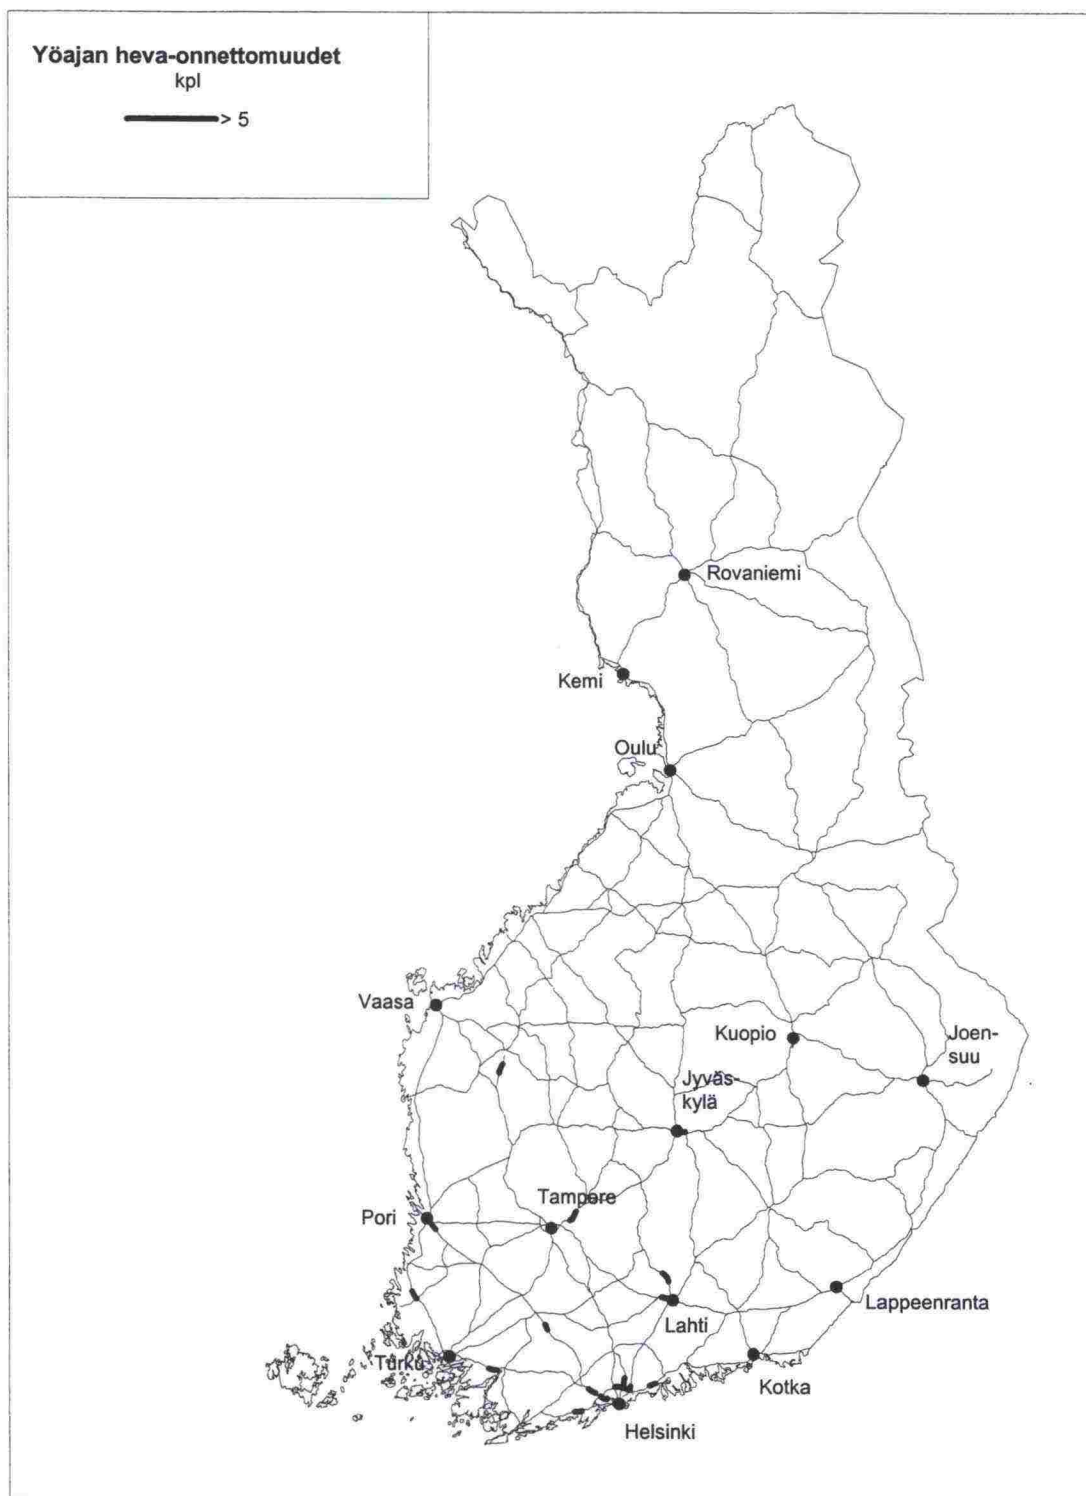 Yöajan heva-onnettomuudet
kpl
> 5
Rovaniemi
Kemi
Oulu
Vaasa
Kuopio
Joen-
suu
Jyväs-
kylä
Tampere
Pori
Lappeenranta
Lahti
Turku
Kotka
Helsinki